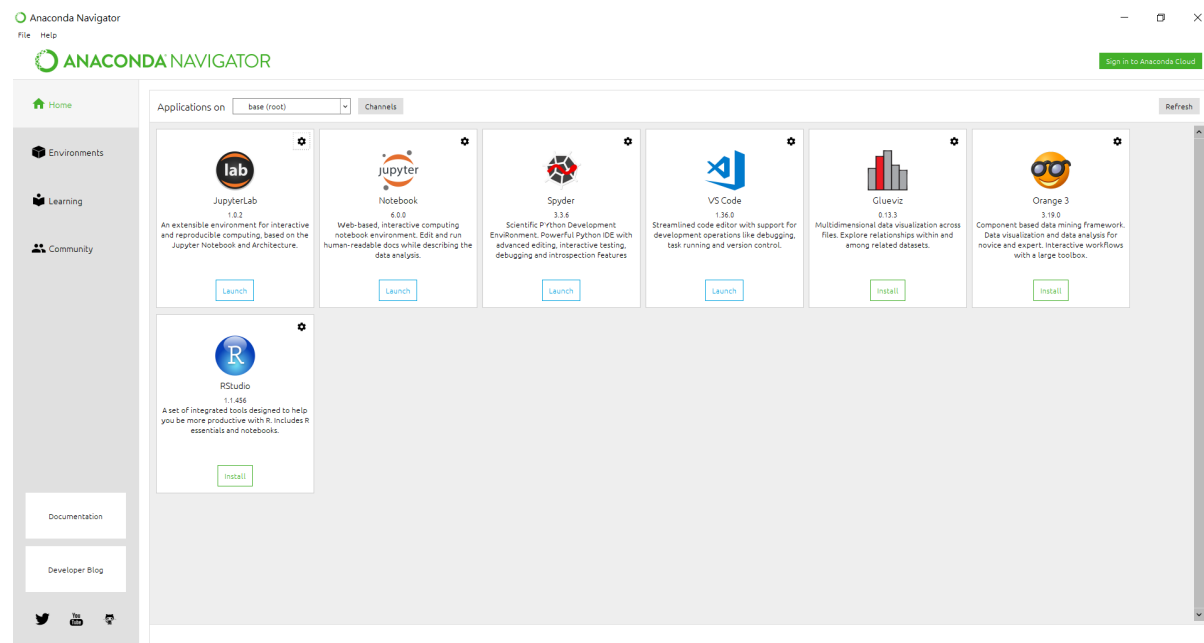 Anaconda Navigator
File Help
ANACONDA NAVIGATOR
Sign in to Anaconda Cloud
Home
Environments
Learning
Community
Documentation
Developer Blog
You
Tube
Applications on base (root) Channels Refresh
lab
JupyterLab
1.0.2
An extensible environment for interactive
and reproducible computing, based on the
Jupyter Notebook and Architecture.
Launch
jupyter
Notebook
6.0.0
Web-based, interactive computing
notebook environment. Edit and run
human-readable docs while describing the
data analysis.
Launch
Spyder
3.3.6
Scientific PYthon Development
EnviRonment. Powerful Python IDE with
advanced editing, interactive testing,
debugging and introspection features
Launch
VS Code
1.36.0
Streamlined code editor with support for
development operations like debugging,
task running and version control.
Launch
Glueviz
0.13.3
Multidimensional data visualization across
files. Explore relationships within and
among related datasets.
Install
Orange 3
3.19.0
Component based data mining framework.
Data visualization and data analysis for
novice and expert. Interactive workflows
with a large toolbox.
Install
R
RStudio
1.1.456
A set of integrated tools designed to help
you be more productive with R. Includes R
essentials and notebooks.
Install